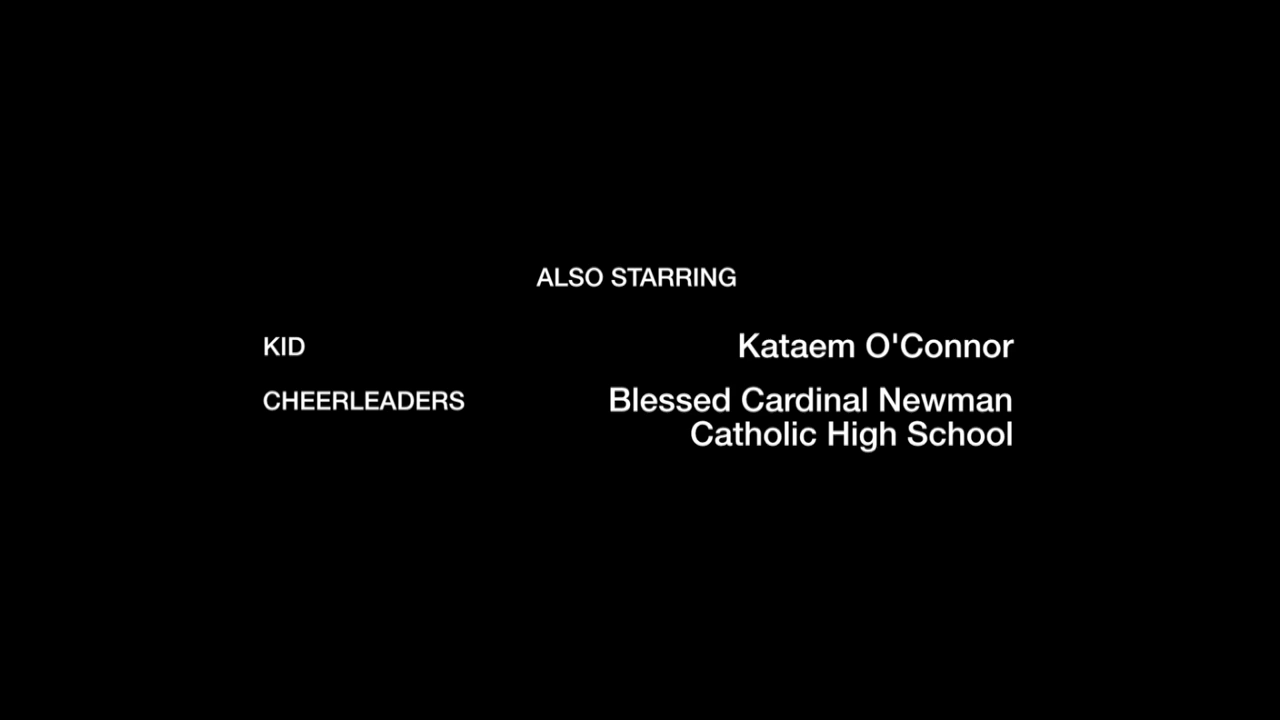 ALSO STARRING
KID Kataem O'Connor
CHEERLEADERS Blessed Cardinal Newman
Catholic High School